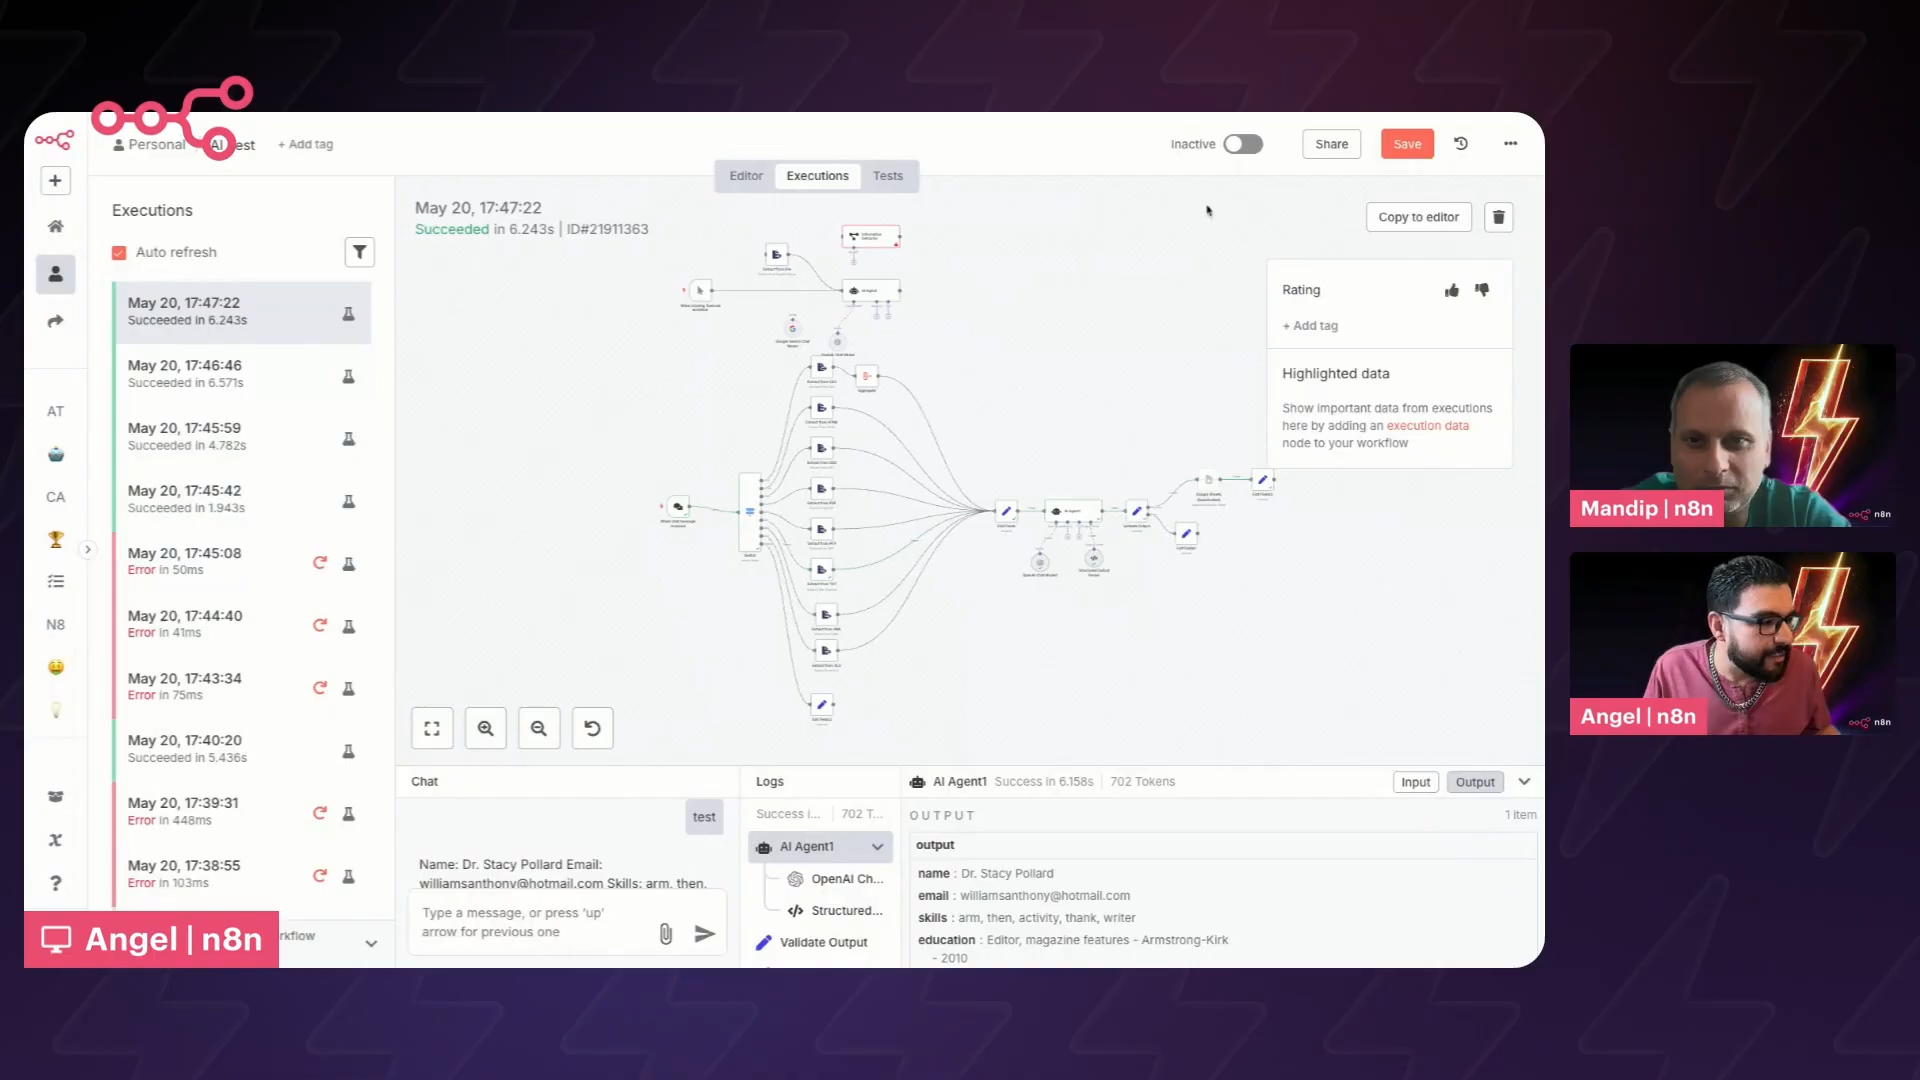 Personal
AI
est
+ Add tag
Inactive
Share
Save
Editor
Executions
Tests
Executions
Auto refresh
May 20, 17:47:22
Succeeded in 6.243s
May 20, 17:46:46
Succeeded in 6.571s
May 20, 17:45:59
Succeeded in 4.782s
May 20, 17:45:42
Succeeded in 1.943s
May 20, 17:45:08
Error in 50ms
May 20, 17:44:40
Error in 41ms
May 20, 17:43:34
Error in 75ms
May 20, 17:40:20
Succeeded in 5.436s
May 20, 17:39:31
Error in 448ms
May 20, 17:38:55
Error in 103ms
AT
CA
N8
?
rkflow
Angel | n8n
May 20, 17:47:22
Succeeded in 6.243s | ID#21911363
Copy to editor
Rating
+ Add tag
Highlighted data
Show important data from executions
here by adding an execution data
node to your workflow
AI Agent
Aggregate
Switch
AI Agent1
Chat
test
Name: Dr. Stacy Pollard Email:
williamsanthony@hotmail.com Skills: arm, then,
Type a message, or press 'up'
arrow for previous one
Logs
Success i...
702 T...
AI Agent1
OpenAI Ch...
Structured...
Validate Output
AI Agent1 Success in 6.158s | 702 Tokens
Input
Output
OUTPUT
1 item
output
name : Dr. Stacy Pollard
email : williamsanthony@hotmail.com
skills : arm, then, activity, thank, writer
education : Editor, magazine features - Armstrong-Kirk
- 2010
Mandip | n8n
n8n
Angel | n8n
n8n